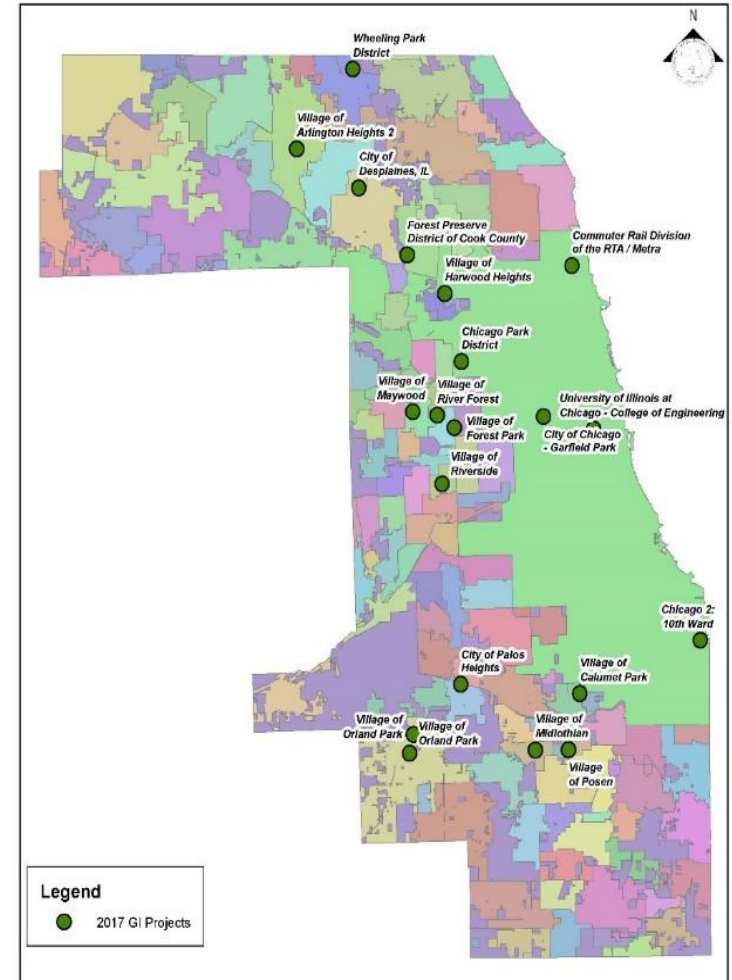 N
Wheeling Park
District
Village of
Arlington Heights 2
City of
Desplaines, IL
Forest Preserve
District of Cook County
Commuter Rail Division
of the RTA / Metra
Village of
Harwood Heights
Chicago Park
District
Village of
Maywood
Village of
River Forest
University of Illinois at
Chicago - College of Engineering
Village of
Forest Park
City of Chicago
- Garfield Park
Village of
Riverside
Chicago 2:
10th Ward
City of Palos
Heights
Village of
Calumet Park
Village of
Orland Park
Village of
Orland Park
Village of
Midlothian
Village
of Posen
Legend
2017 GI Projects